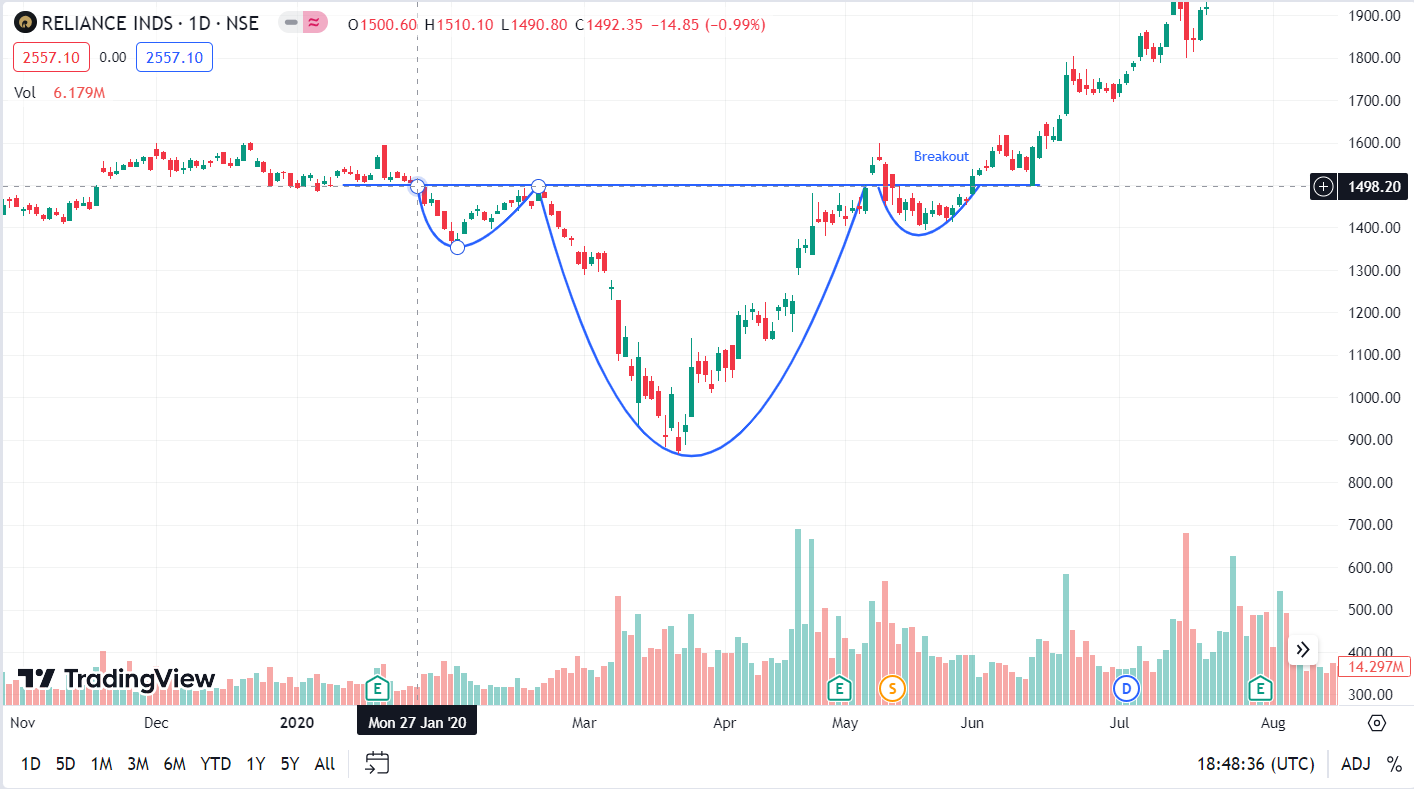 RELIANCE INDS · 1D · NSE O1500.60 H1510.10 L1490.80 C1492.35 −14.85 (−0.99%)
2557.10 0.00 2557.10
Vol 6.179M
Breakout
1900.00
1800.00
1700.00
1600.00
1498.20
1400.00
1300.00
1200.00
1100.00
1000.00
900.00
800.00
700.00
600.00
500.00
400.00
14.297M
300.00
TradingView
E E S D E
Nov Dec 2020 Mon 27 Jan '20 Mar Apr May Jun Jul Aug
1D 5D 1M 3M 6M YTD 1Y 5Y All 18:48:36 (UTC) ADJ %